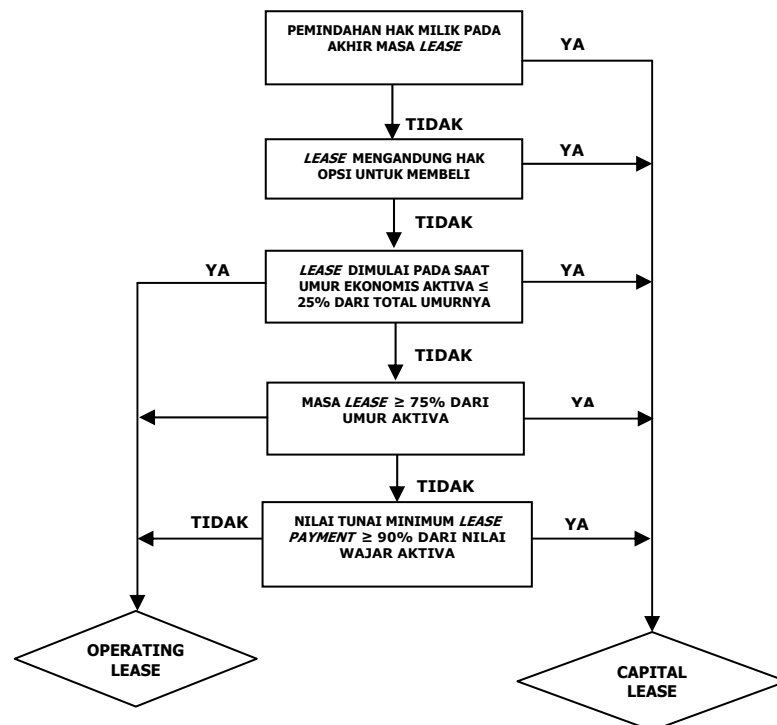 PEMINDAHAN HAK MILIK PADA
AKHIR MASA LEASE
YA
TIDAK
LEASE MENGANDUNG HAK
OPSI UNTUK MEMBELI
YA
TIDAK
YA
LEASE DIMULAI PADA SAAT
UMUR EKONOMIS AKTIVA ≤
25% DARI TOTAL UMURNYA
YA
TIDAK
MASA LEASE ≥ 75% DARI
UMUR AKTIVA
YA
TIDAK
TIDAK
NILAI TUNAI MINIMUM LEASE
PAYMENT ≥ 90% DARI NILAI
WAJAR AKTIVA
YA
OPERATING
LEASE
CAPITAL
LEASE